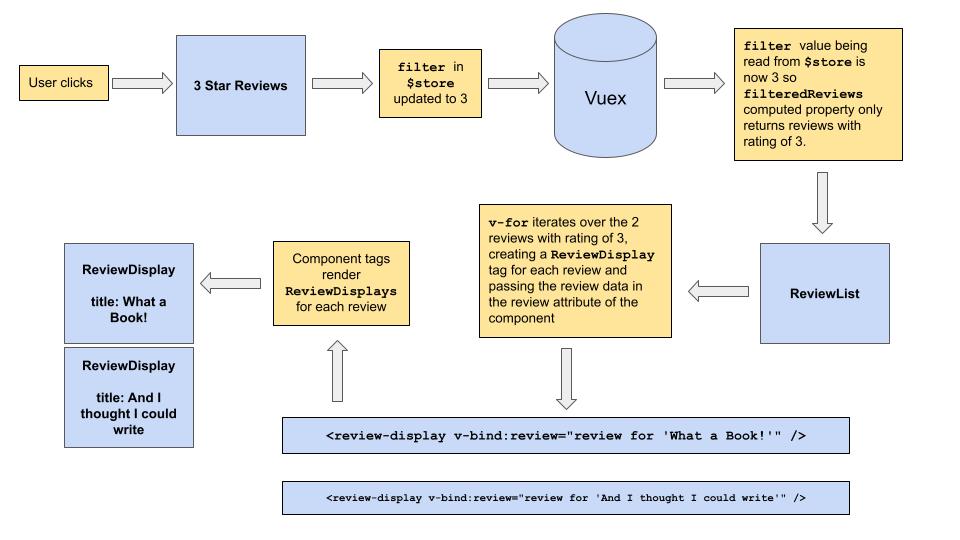 User clicks
3 Star Reviews
filter in
$store
updated to 3
Vuex
filter value being
read from $store is
now 3 so
filteredReviews
computed property only
returns reviews with
rating of 3.
ReviewList
v-for iterates over the 2
reviews with rating of 3,
creating a ReviewDisplay
tag for each review and
passing the review data in
the review attribute of the
component
<review-display v-bind:review="review for 'What a Book!'" />
<review-display v-bind:review="review for 'And I thought I could write'" />
Component tags
render
ReviewDisplays
for each review
ReviewDisplay
title: What a
Book!
ReviewDisplay
title: And I
thought I could
write